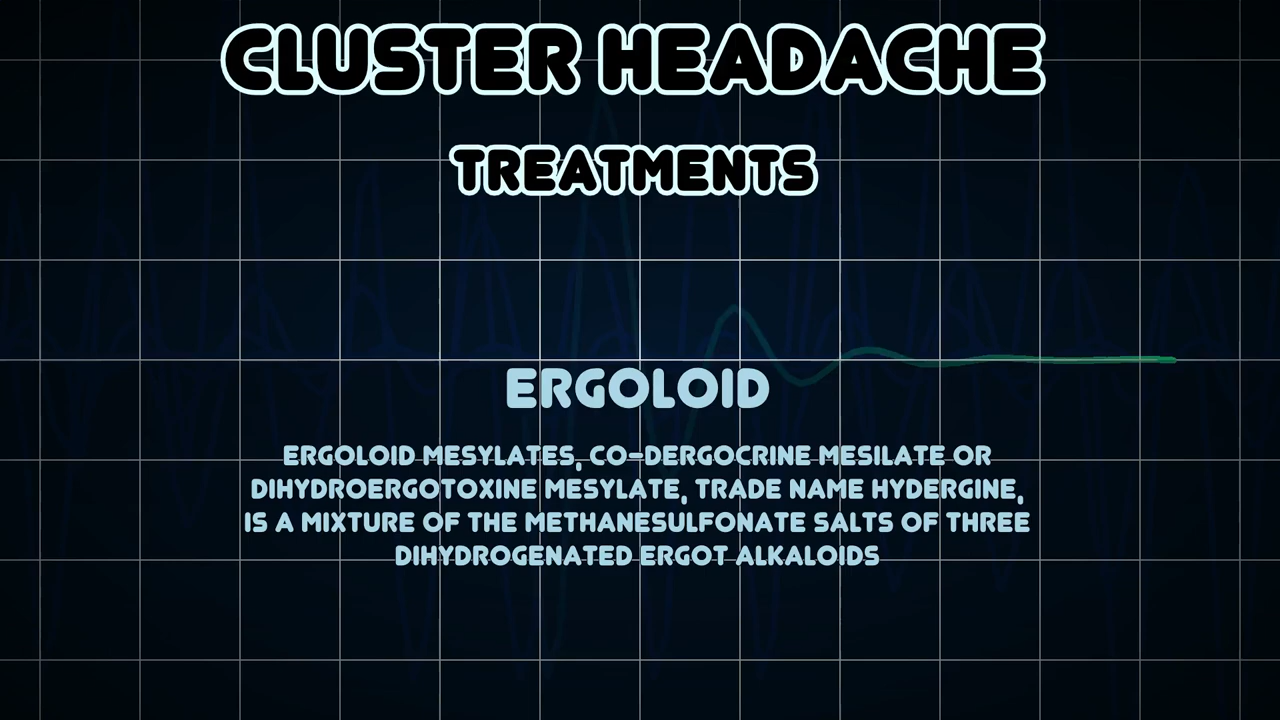 CLUSTER HEADACHE
TREATMENTS
ERGOLOID
ERGOLOID MESYLATES, CO-DERGOCRINE MESILATE OR
DIHYDROERGOTOXINE MESYLATE, TRADE NAME HYDERGINE,
IS A MIXTURE OF THE METHANESULFONATE SALTS OF THREE
DIHYDROGENATED ERGOT ALKALOIDS